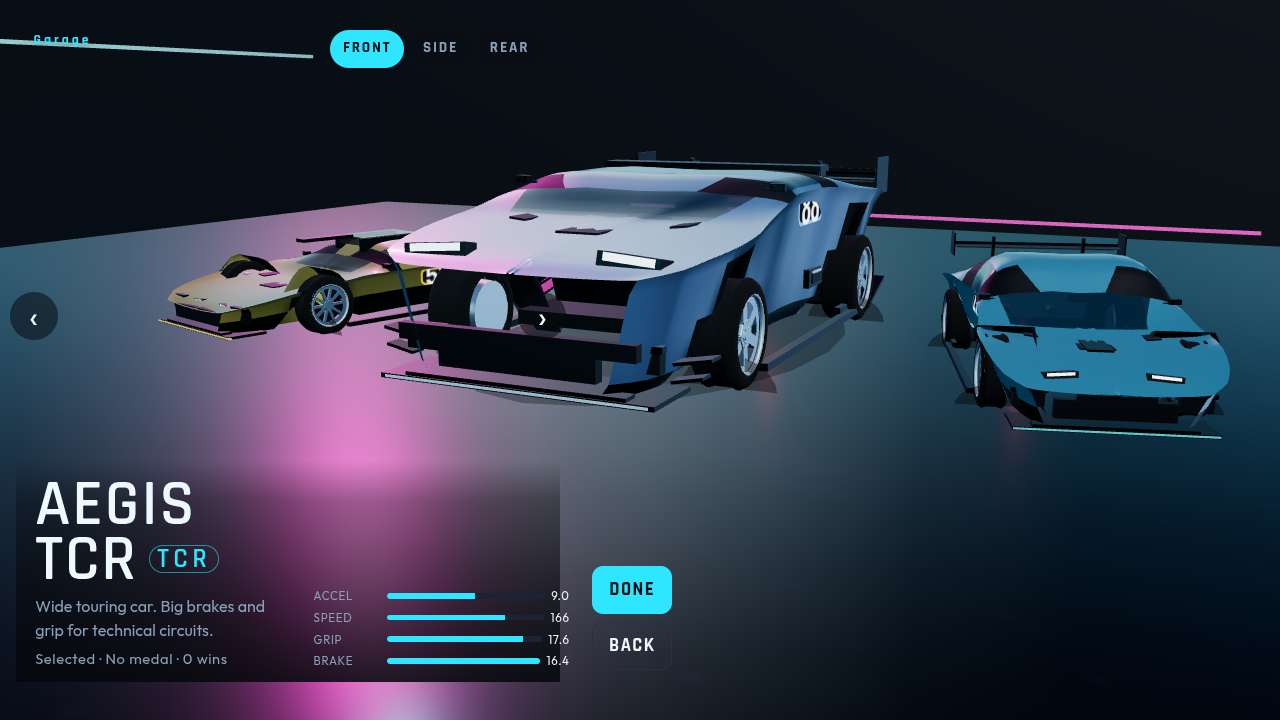 Garage
FRONT SIDE REAR
‹ ›
AEGIS
TCR TCR
Wide touring car. Big brakes and
grip for technical circuits.
Selected · No medal · 0 wins
ACCEL 9.0
SPEED 166
GRIP 17.6
BRAKE 16.4
DONE
BACK